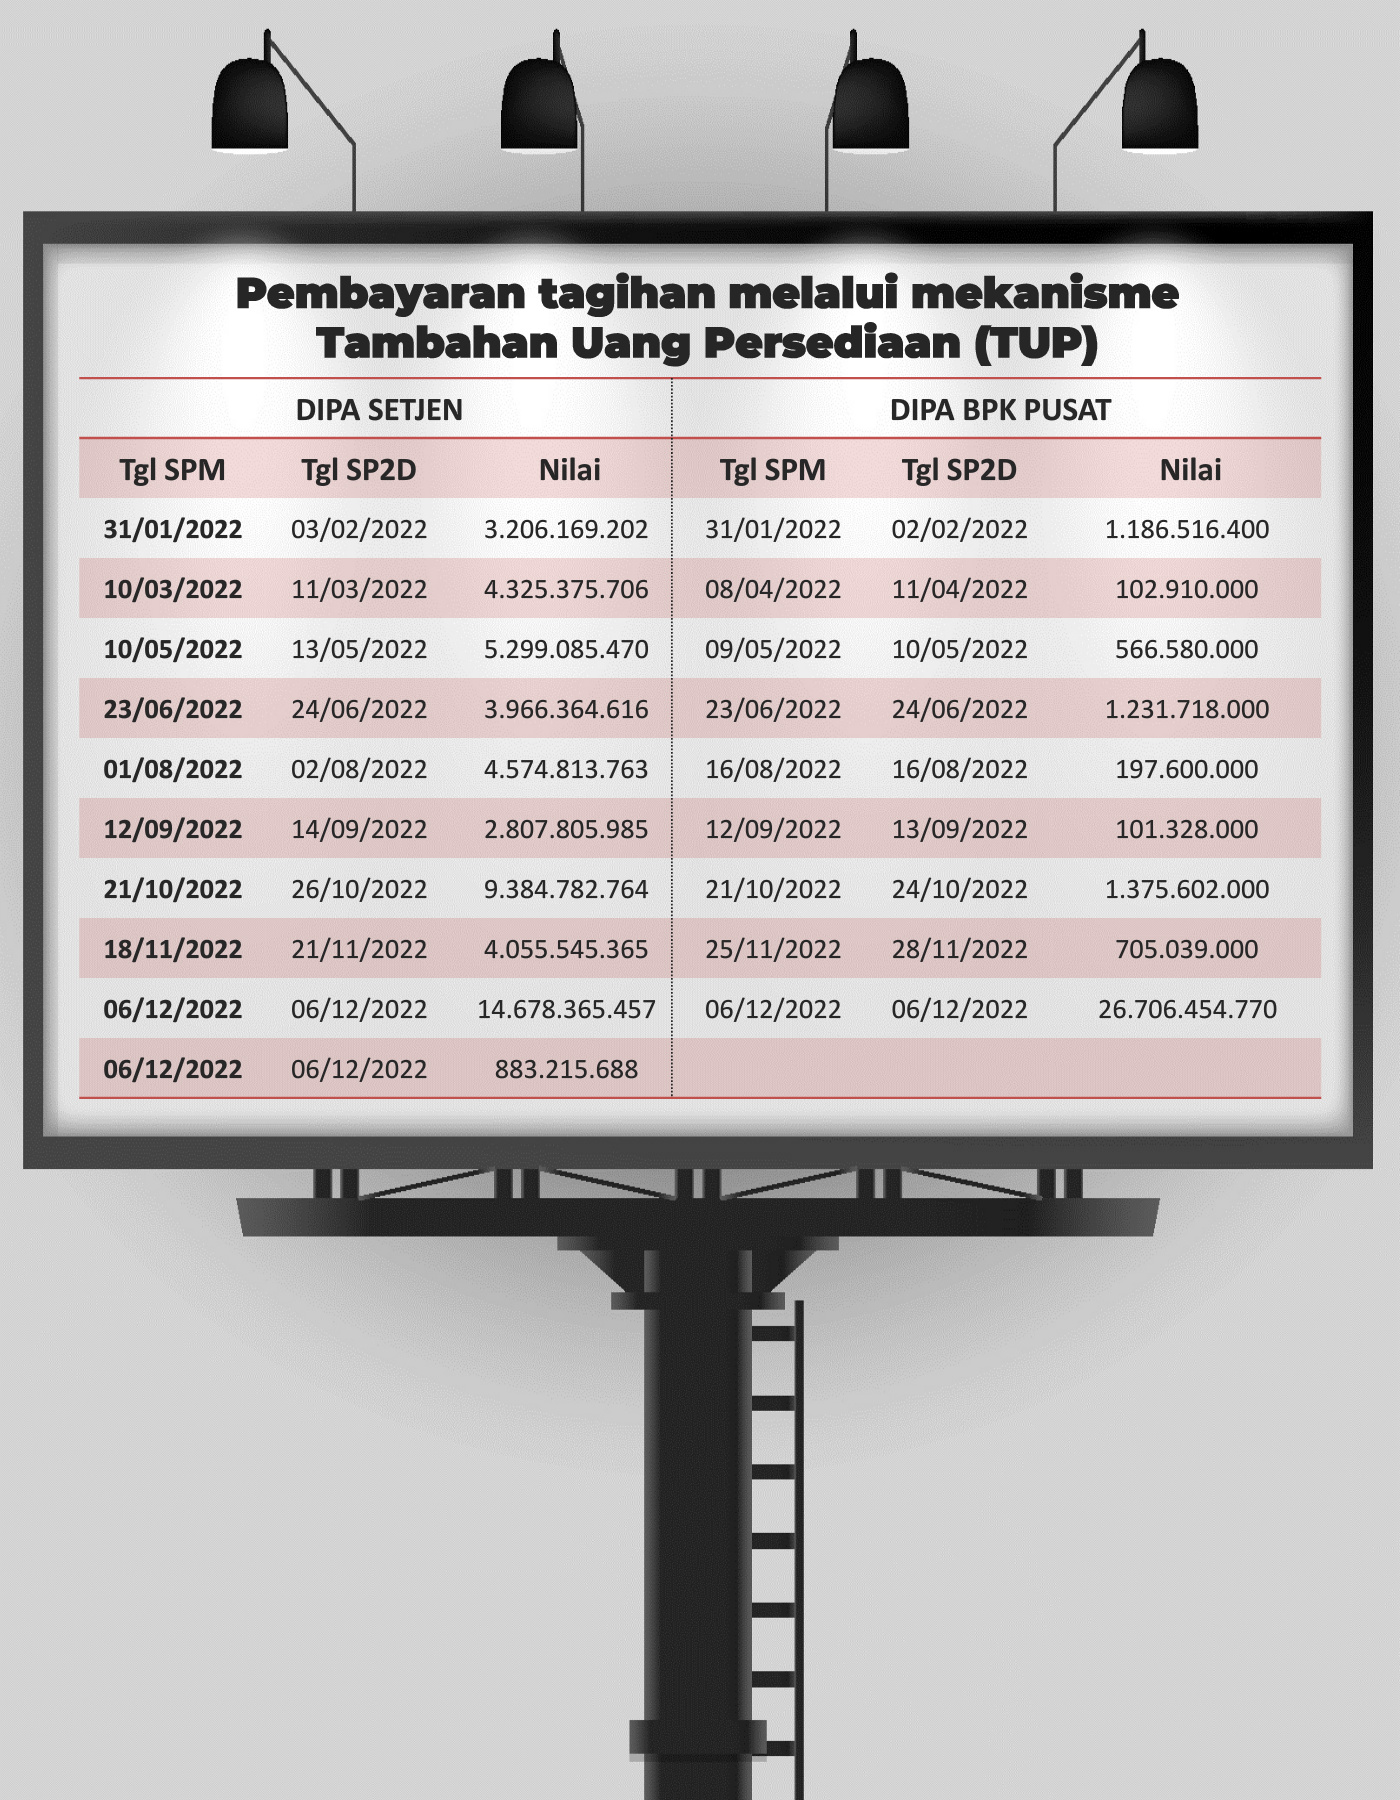 Pembayaran tagihan melalui mekanisme
Tambahan Uang Persediaan (TUP)
DIPA SETJEN DIPA BPK PUSAT
Tgl SPM Tgl SP2D Nilai Tgl SPM Tgl SP2D Nilai
31/01/2022 03/02/2022 3.206.169.202 31/01/2022 02/02/2022 1.186.516.400
10/03/2022 11/03/2022 4.325.375.706 08/04/2022 11/04/2022 102.910.000
10/05/2022 13/05/2022 5.299.085.470 09/05/2022 10/05/2022 566.580.000
23/06/2022 24/06/2022 3.966.364.616 23/06/2022 24/06/2022 1.231.718.000
01/08/2022 02/08/2022 4.574.813.763 16/08/2022 16/08/2022 197.600.000
12/09/2022 14/09/2022 2.807.805.985 12/09/2022 13/09/2022 101.328.000
21/10/2022 26/10/2022 9.384.782.764 21/10/2022 24/10/2022 1.375.602.000
18/11/2022 21/11/2022 4.055.545.365 25/11/2022 28/11/2022 705.039.000
06/12/2022 06/12/2022 14.678.365.457 06/12/2022 06/12/2022 26.706.454.770
06/12/2022 06/12/2022 883.215.688